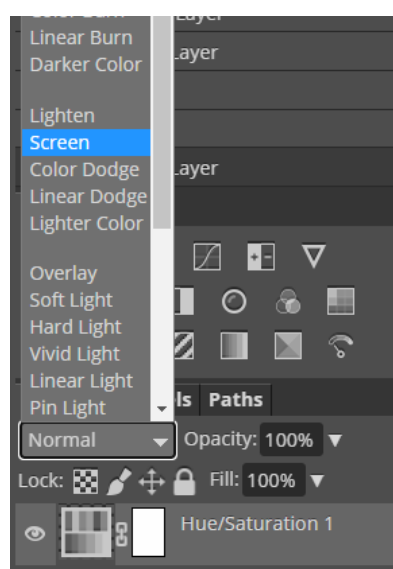 Layer
Linear Burn
Layer
Darker Color
Lighten
Screen
Color Dodge
Layer
Linear Dodge
Lighter Color
Overlay
Soft Light
Hard Light
Vivid Light
Linear Light
Pin Light
Paths
Normal
Opacity: 100%
Lock:
Fill: 100%
Hue/Saturation 1